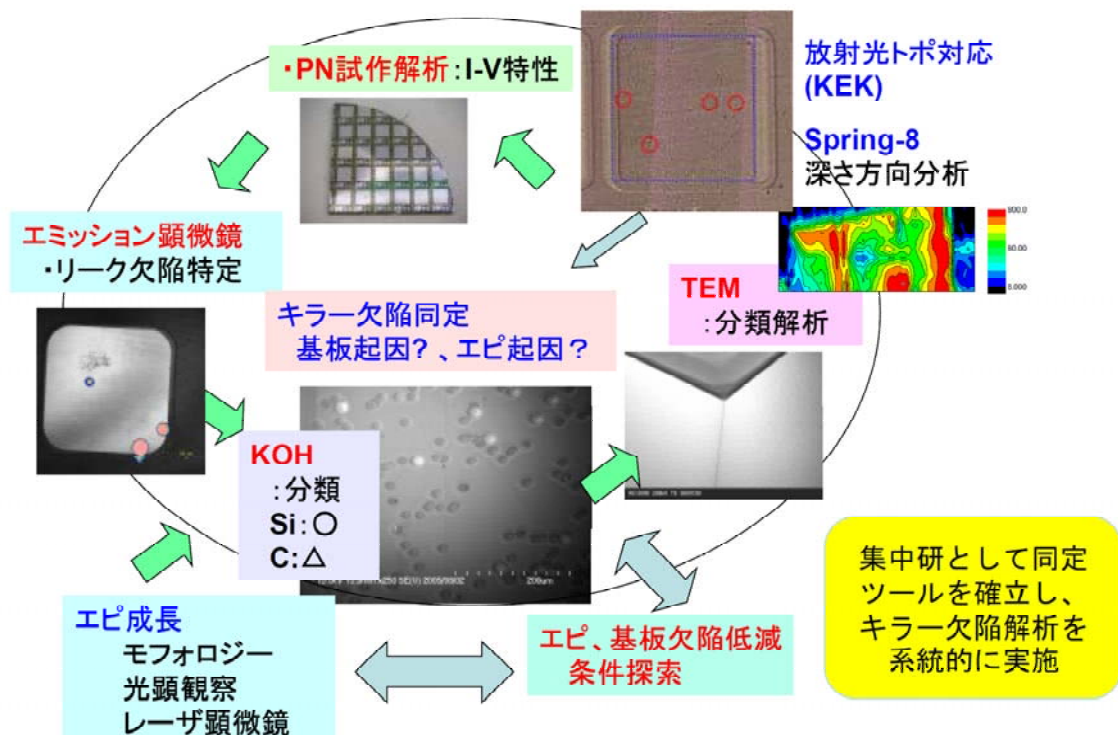 ・PN試作解析：I-V特性
放射光トポ対応
(KEK)
Spring-8
深さ方向分析
エミッション顕微鏡
・リーク欠陥特定
TEM
：分類解析
キラー欠陥同定
基板起因？、エピ起因？
KOH
：分類
Si：○
C：△
200um
エピ成長
モフォロジー
光顕観察
レーザ顕微鏡
エピ、基板欠陥低減
条件探索
集中研として同定
ツールを確立し、
キラー欠陥解析を
系統的に実施